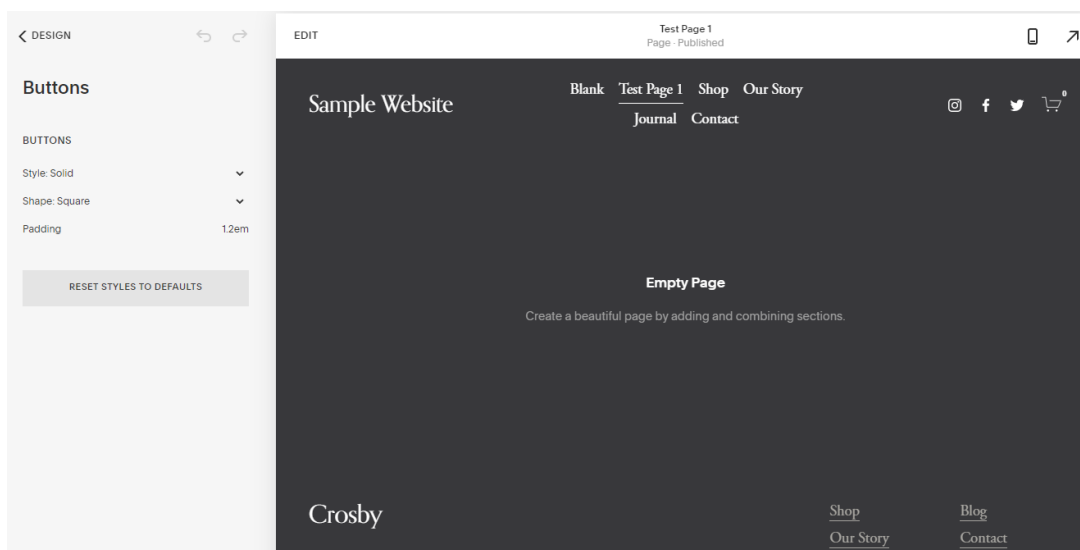 DESIGN
Buttons
BUTTONS
Style: Solid
Shape: Square
Padding 1.2em
RESET STYLES TO DEFAULTS
EDIT
Test Page 1
Page · Published
Sample Website
Blank Test Page 1 Shop Our Story
Journal Contact
0
Empty Page
Create a beautiful page by adding and combining sections.
Crosby
Shop Blog
Our Story Contact